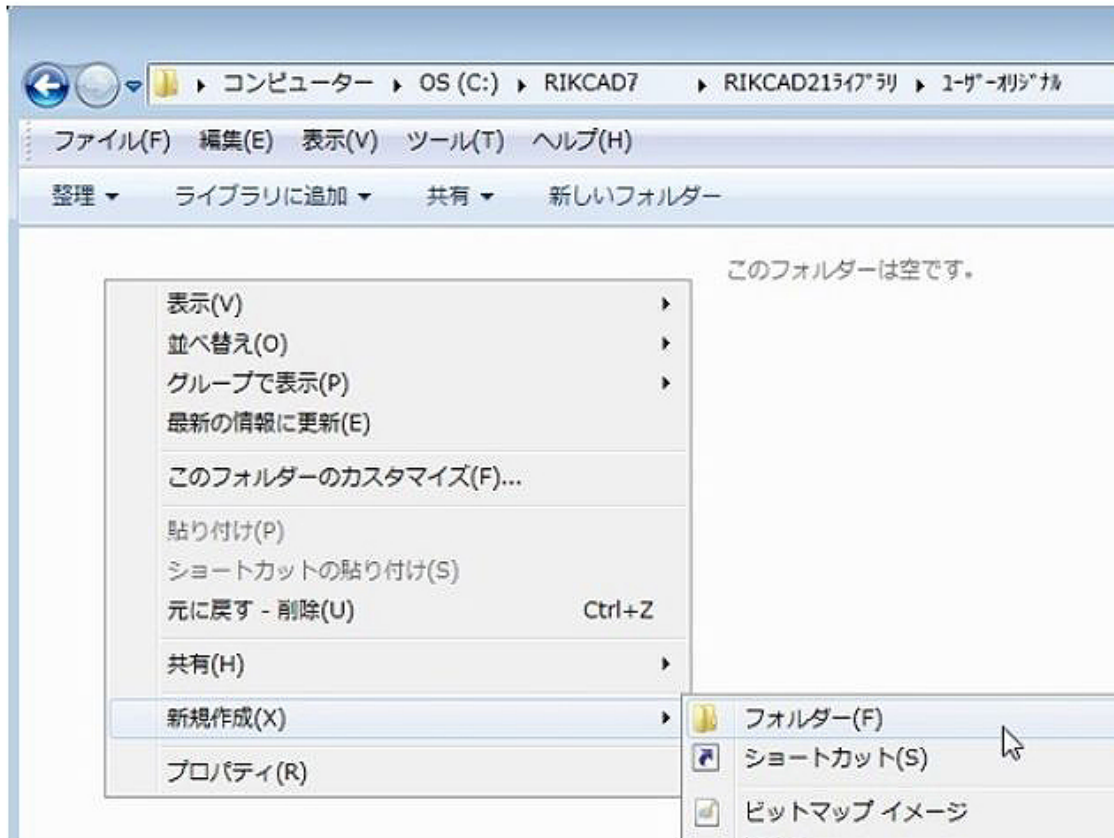 コンピューター ▸ OS (C:) ▸ RIKCAD7 ▸ RIKCAD21ﾗｲﾌﾞﾗﾘ ▸ ﾕｰｻﾞｰｵﾘｼﾞﾅﾙ
ファイル(F) 編集(E) 表示(V) ツール(T) ヘルプ(H)
整理 ライブラリに追加 共有 新しいフォルダー
このフォルダーは空です。
表示(V)
並べ替え(O)
グループで表示(P)
最新の情報に更新(E)
このフォルダーのカスタマイズ(F)...
貼り付け(P)
ショートカットの貼り付け(S)
元に戻す - 削除(U) Ctrl+Z
共有(H)
新規作成(X)
フォルダー(F)
ショートカット(S)
ビットマップ イメージ
プロパティ(R)